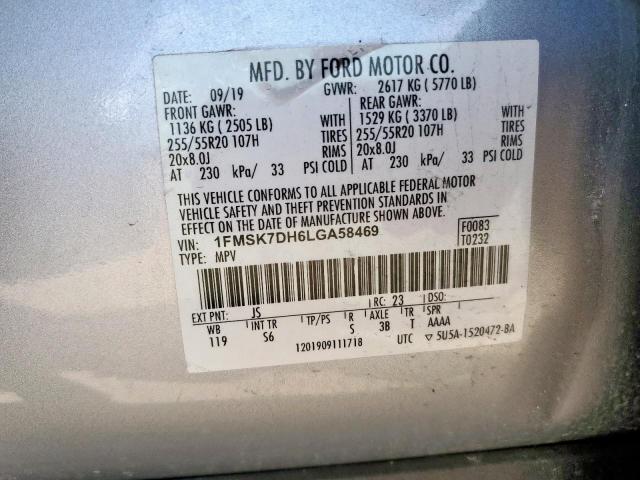 MFD. BY FORD MOTOR CO.
DATE: 09/19 GVWR: 2617 KG ( 5770 LB)
FRONT GAWR: REAR GAWR:
1136 KG ( 2505 LB) WITH 1529 KG ( 3370 LB) WITH
255/55R20 107H TIRES 255/55R20 107H TIRES
20x8.0J RIMS 20x8.0J RIMS
AT 230 kPa/ 33 PSI COLD AT 230 kPa/ 33 PSI COLD
THIS VEHICLE CONFORMS TO ALL APPLICABLE FEDERAL MOTOR
VEHICLE SAFETY AND THEFT PREVENTION STANDARDS IN
EFFECT ON THE DATE OF MANUFACTURE SHOWN ABOVE.
VIN: 1FMSK7DH6LGA58469 F0083
MPV T0232
EXT PNT: JS RC: 23 DSO:
WB INT TR TP/PS R AXLE TR SPR
119 S6 S 3B T AAAA
1201909111718 UTC ▽ 5U5A-1520472-BA